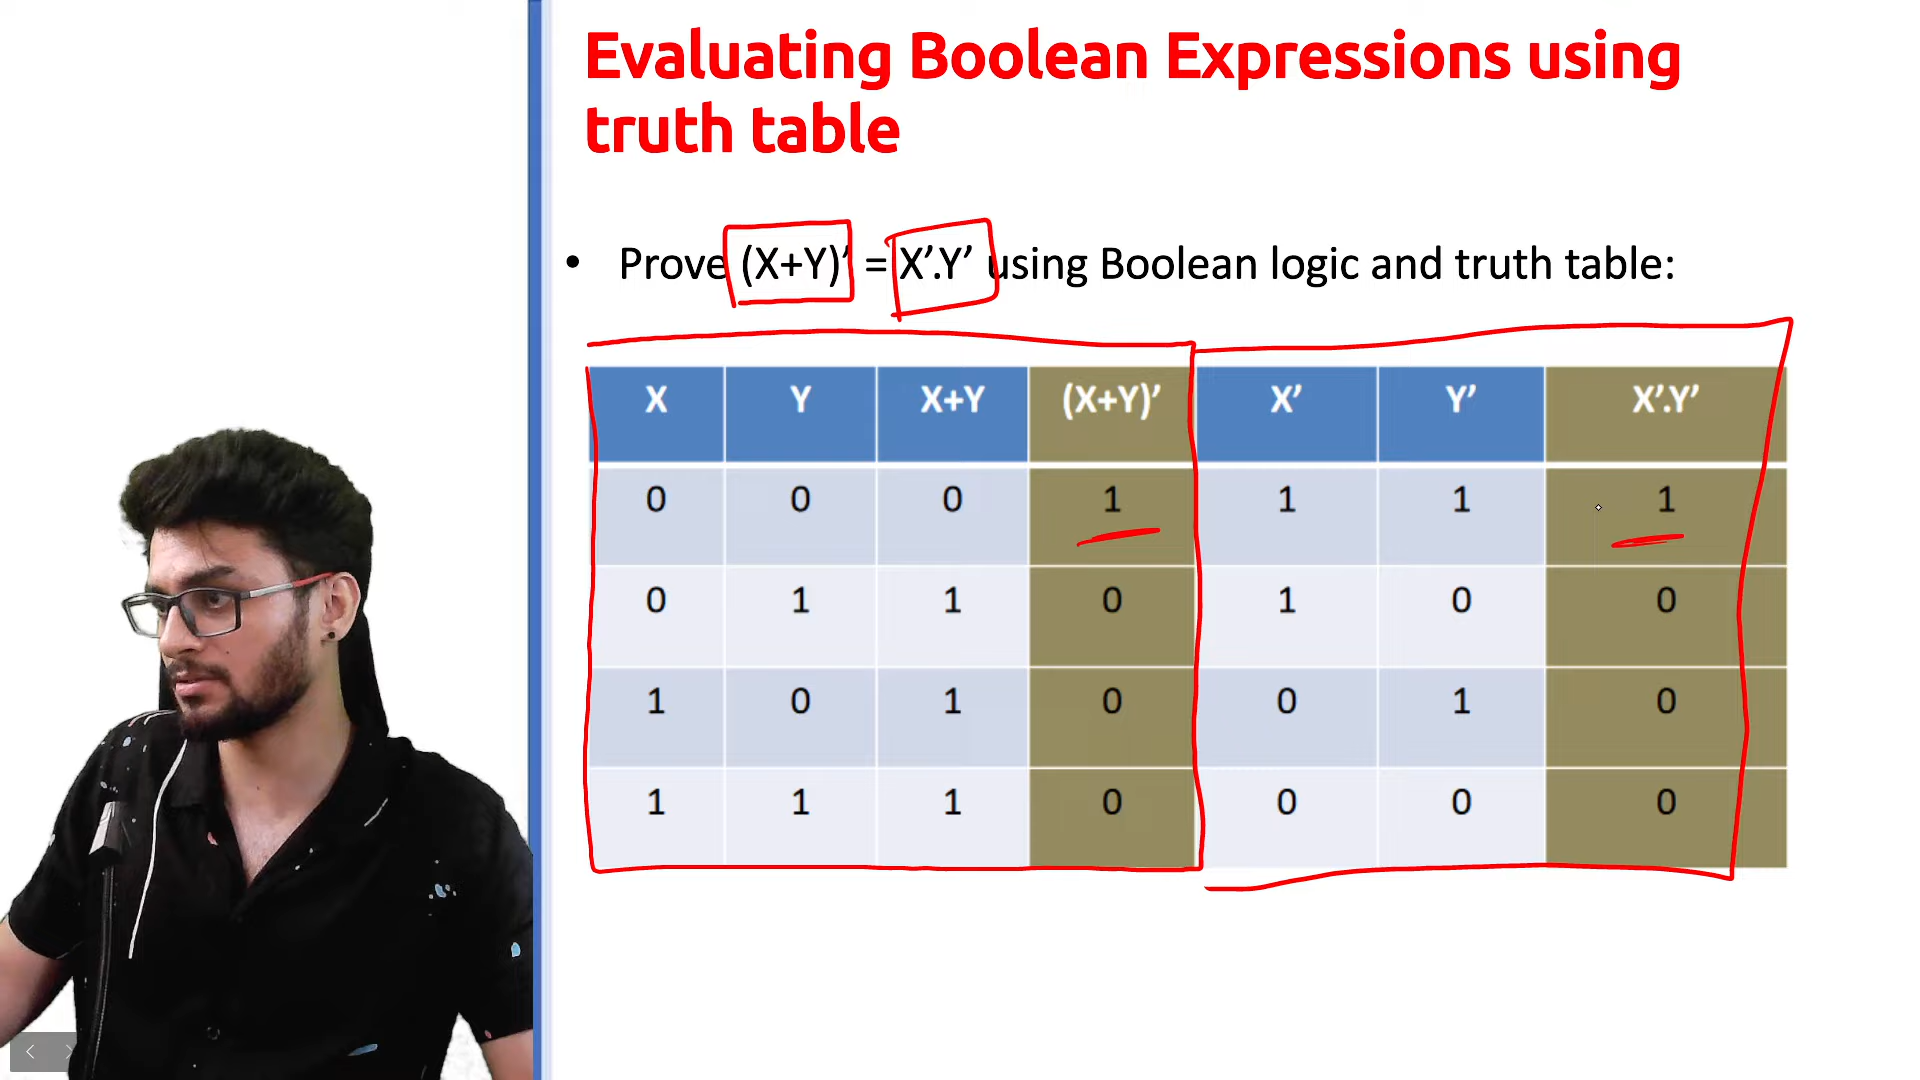 Evaluating Boolean Expressions using
truth table
• Prove (X+Y)’ = X’.Y’ using Boolean logic and truth table:
X Y X+Y (X+Y)’ X’ Y’ X’.Y’
0 0 0 1 1 1 1
0 1 1 0 1 0 0
1 0 1 0 0 1 0
1 1 1 0 0 0 0